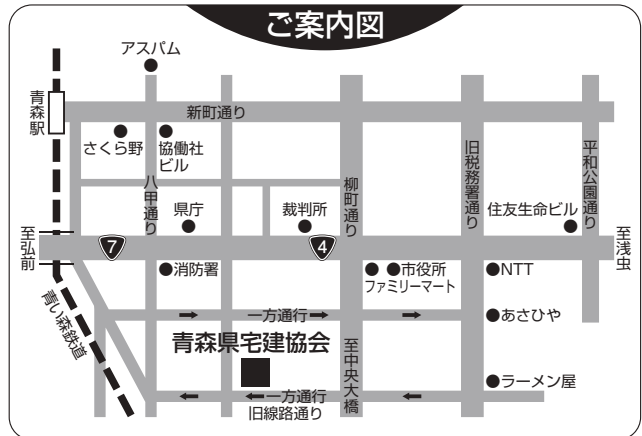 ご案内図
アスパム
青森駅
新町通り
さくら野
協働社
ビル
八甲通り
県庁
裁判所
柳町通り
旧税務署通り
平和公園通り
住友生命ビル
至弘前
7
4
至浅虫
消防署
市役所
ファミリーマート
NTT
青い森鉄道
一方通行
あさひや
青森県宅建協会
至中央大橋
ラーメン屋
一方通行
旧線路通り